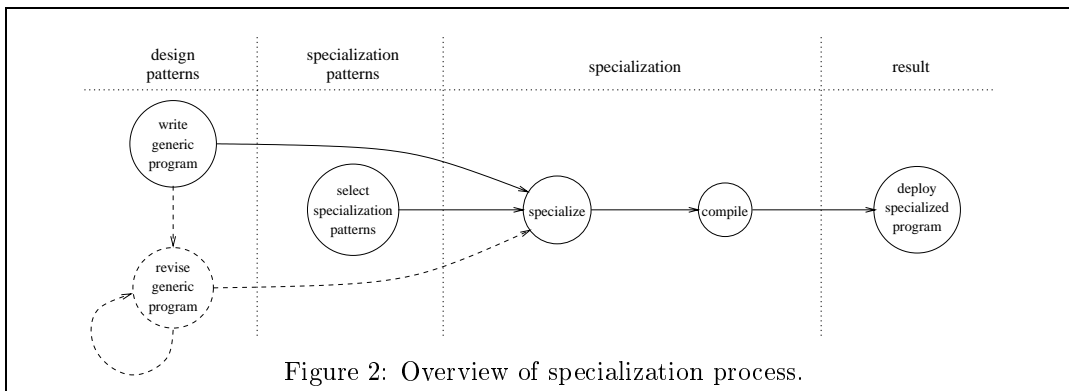 design
patterns
specialization
patterns
specialization
result
write
generic
program
select
specialization
patterns
specialize
compile
deploy
specialized
program
revise
generic
program
Figure 2: Overview of specialization process.